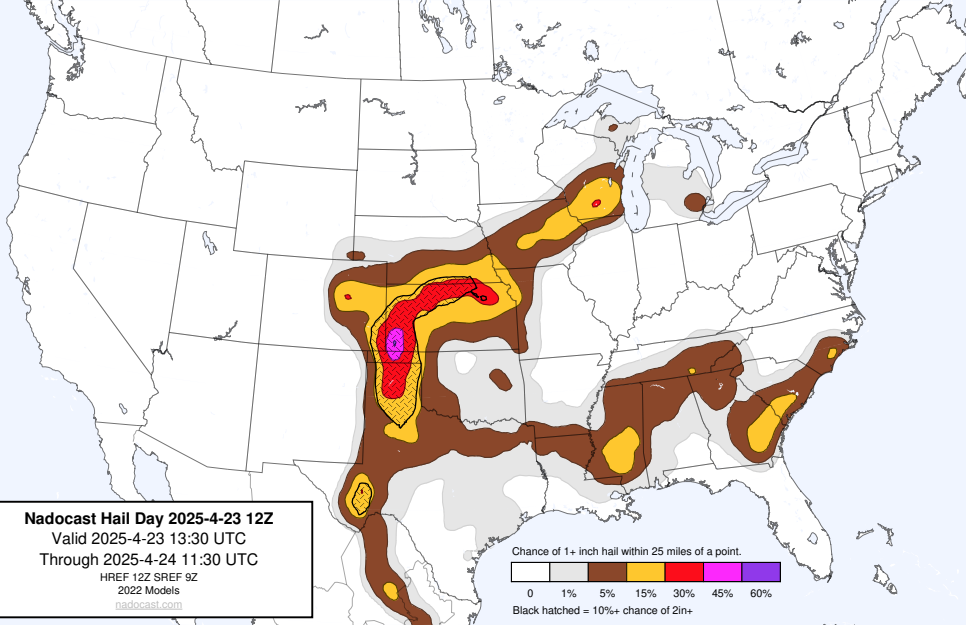 Nadocast Hail Day 2025-4-23 12Z
Valid 2025-4-23 13:30 UTC
Through 2025-4-24 11:30 UTC
HREF 12Z SREF 9Z
2022 Models
nadocast.com
Chance of 1+ inch hail within 25 miles of a point.
0 1% 5% 15% 30% 45% 60%
Black hatched = 10%+ chance of 2in+